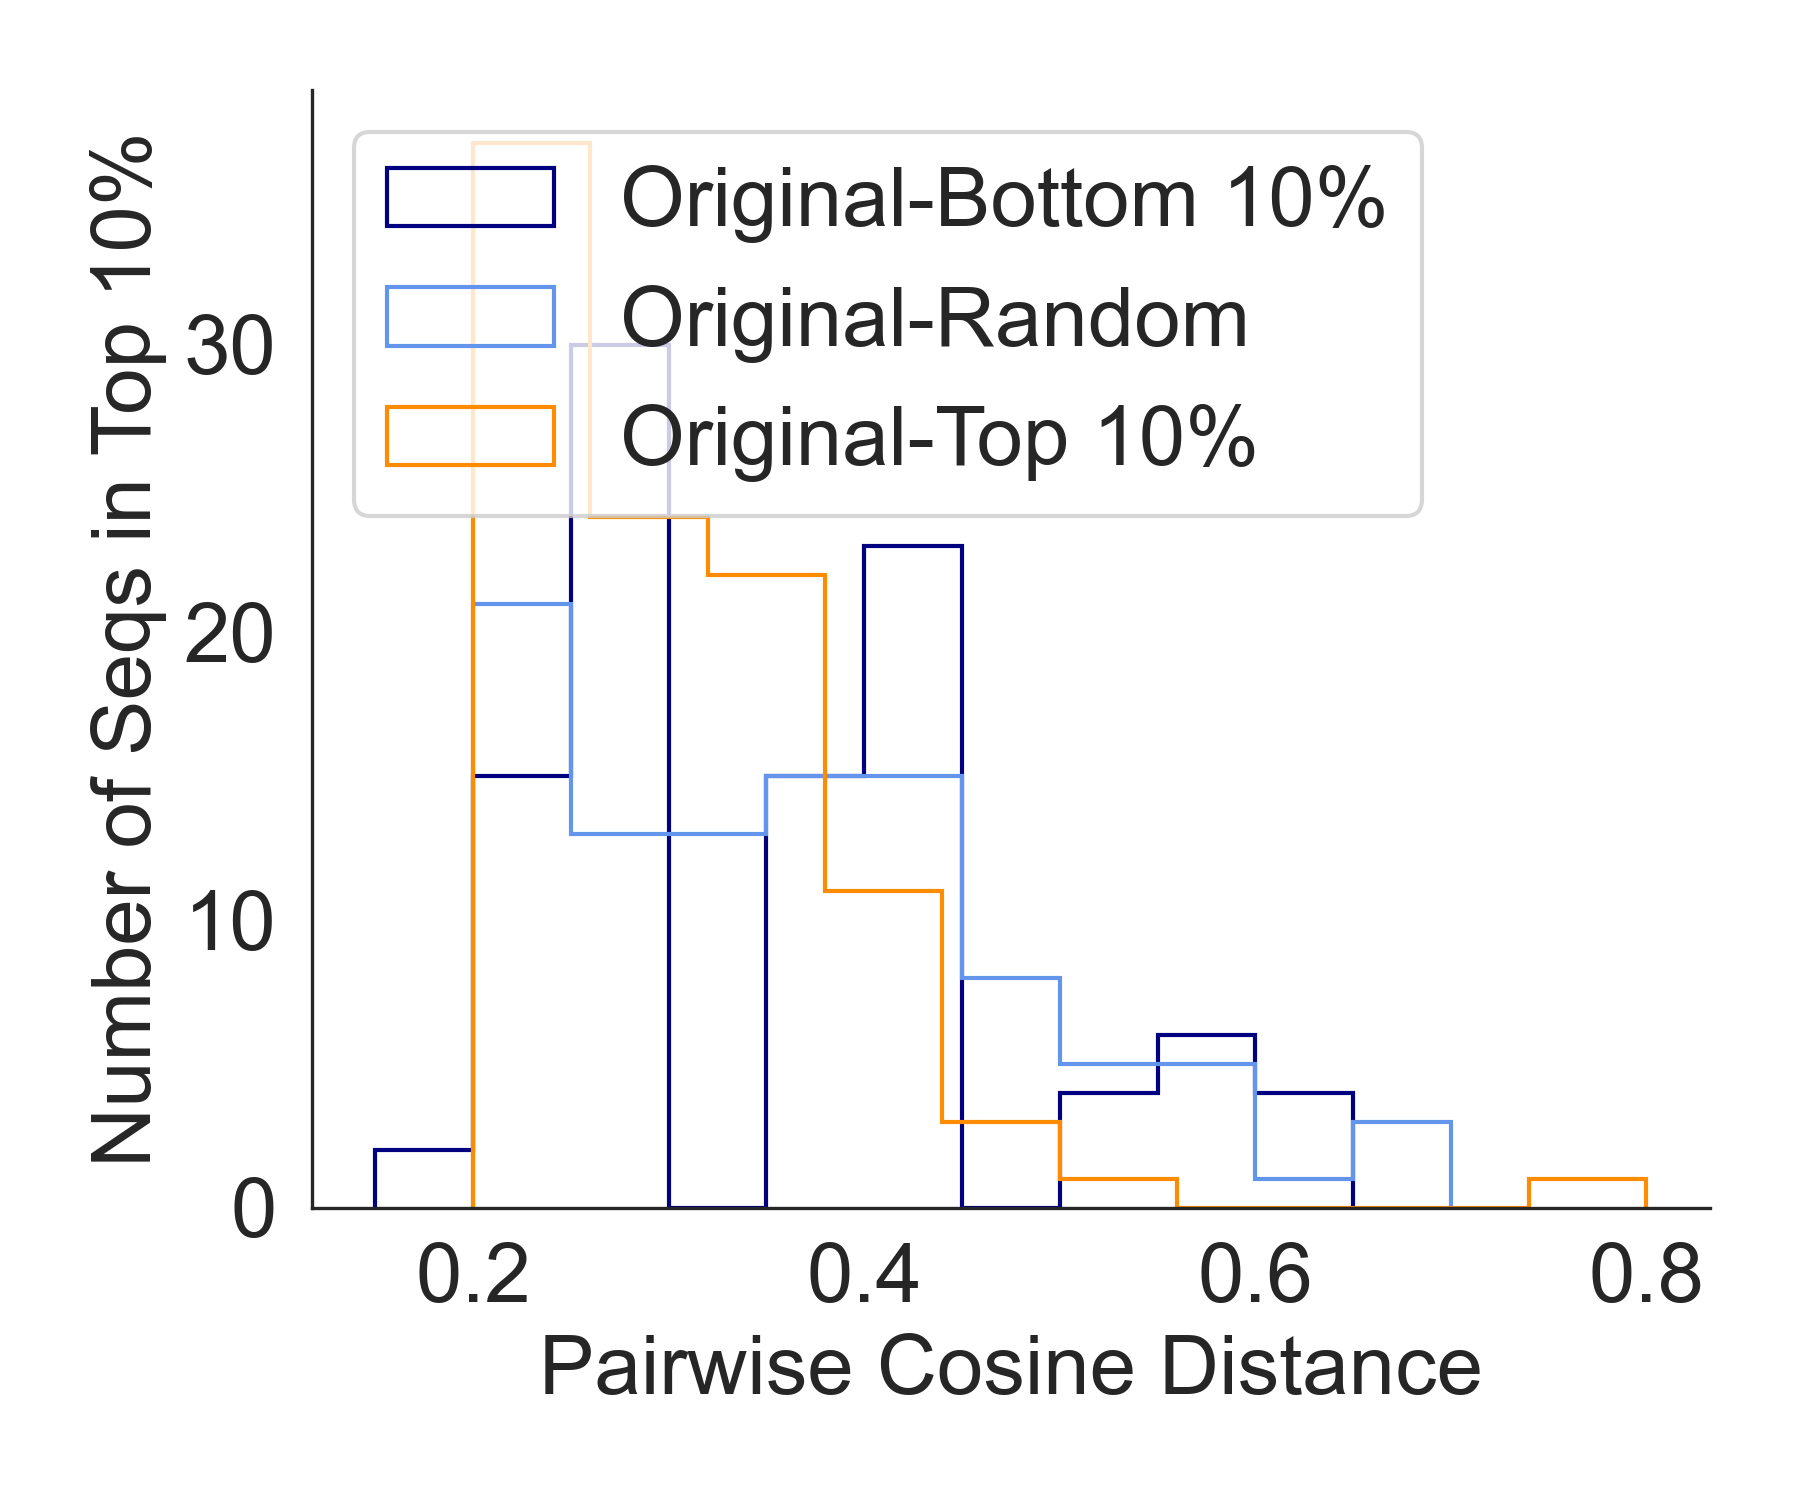 Number of Seqs in Top 10%
30
20
10
0
Original-Bottom 10%
Original-Random
Original-Top 10%
0.2 0.4 0.6 0.8
Pairwise Cosine Distance